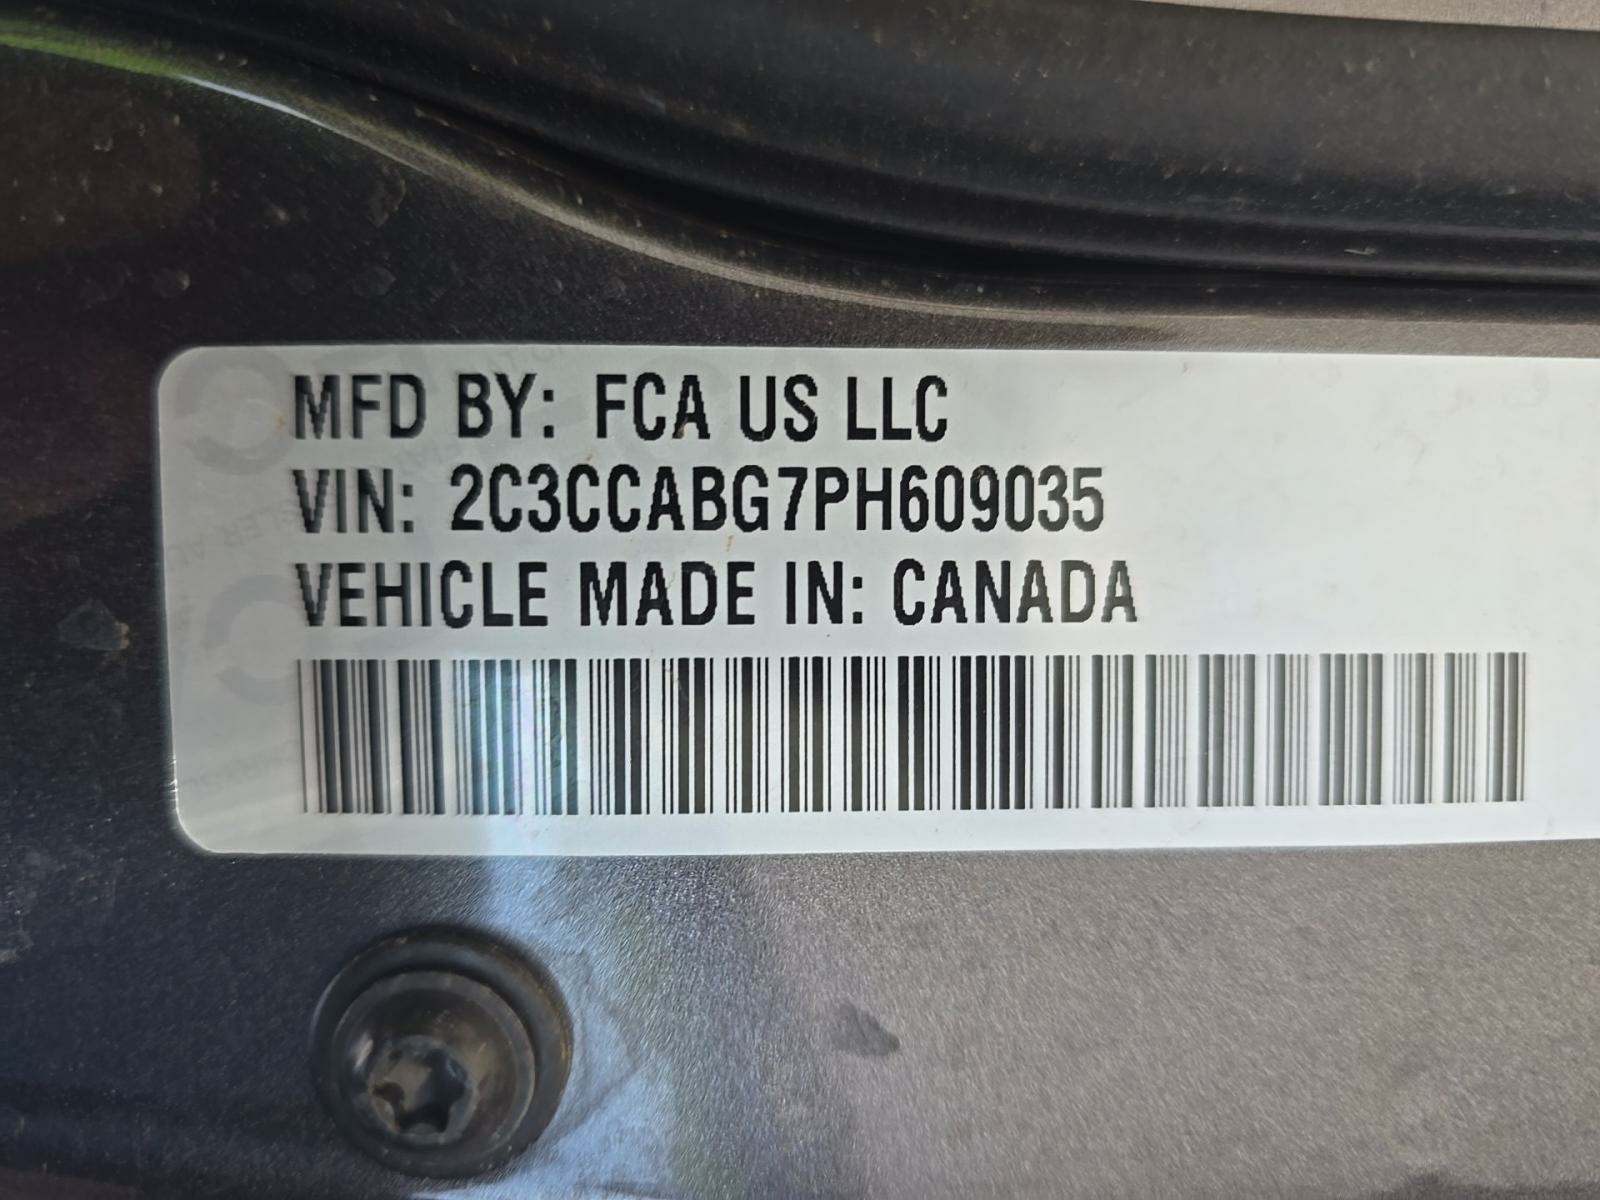 MFD BY: FCA US LLC
VIN: 2C3CCABG7PH609035
VEHICLE MADE IN: CANADA